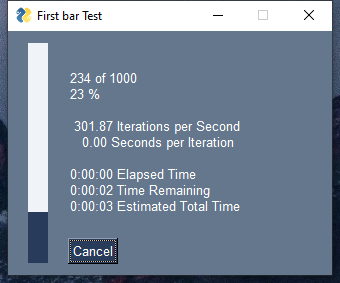 First bar Test
234 of 1000
23 %
301.87 Iterations per Second
0.00 Seconds per Iteration
0:00:00 Elapsed Time
0:00:02 Time Remaining
0:00:03 Estimated Total Time
Cancel